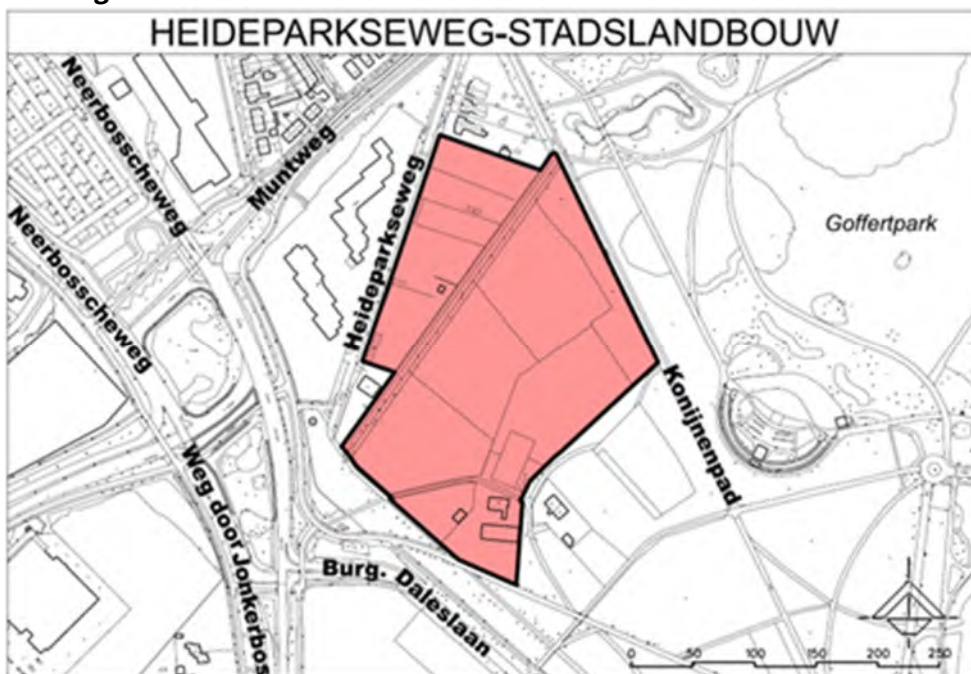 HEIDEPARKSEWEG-STADSLANDBOUW
Neerbosscheweg
Muntweg
Heideparkseweg
Goffertpark
Neerbosscheweg
Konijnenpad
Weg door Jonkerbos
Burg. Daleslaan
0 50 100 150 200 250